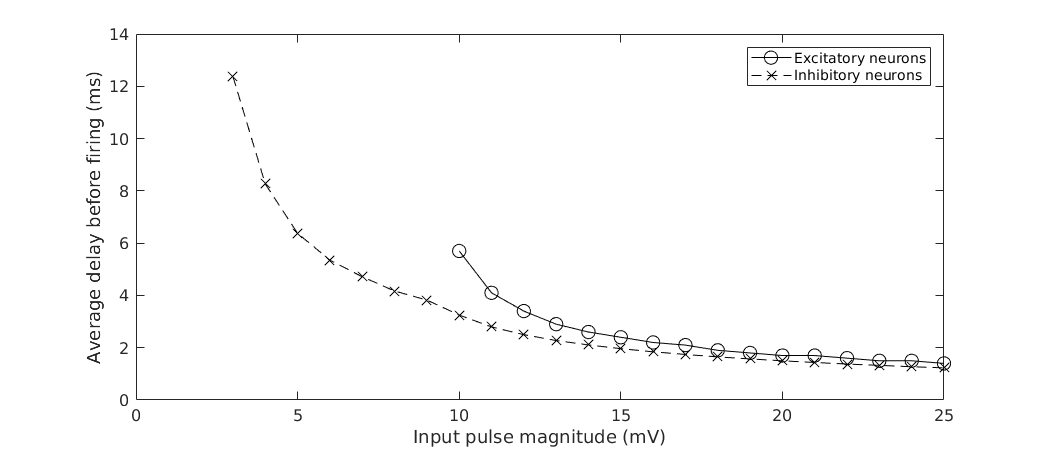 Average delay before firing (ms)
14
12
10
8
6
4
2
0
0 5 10 15 20 25
Input pulse magnitude (mV)
Excitatory neurons
Inhibitory neurons